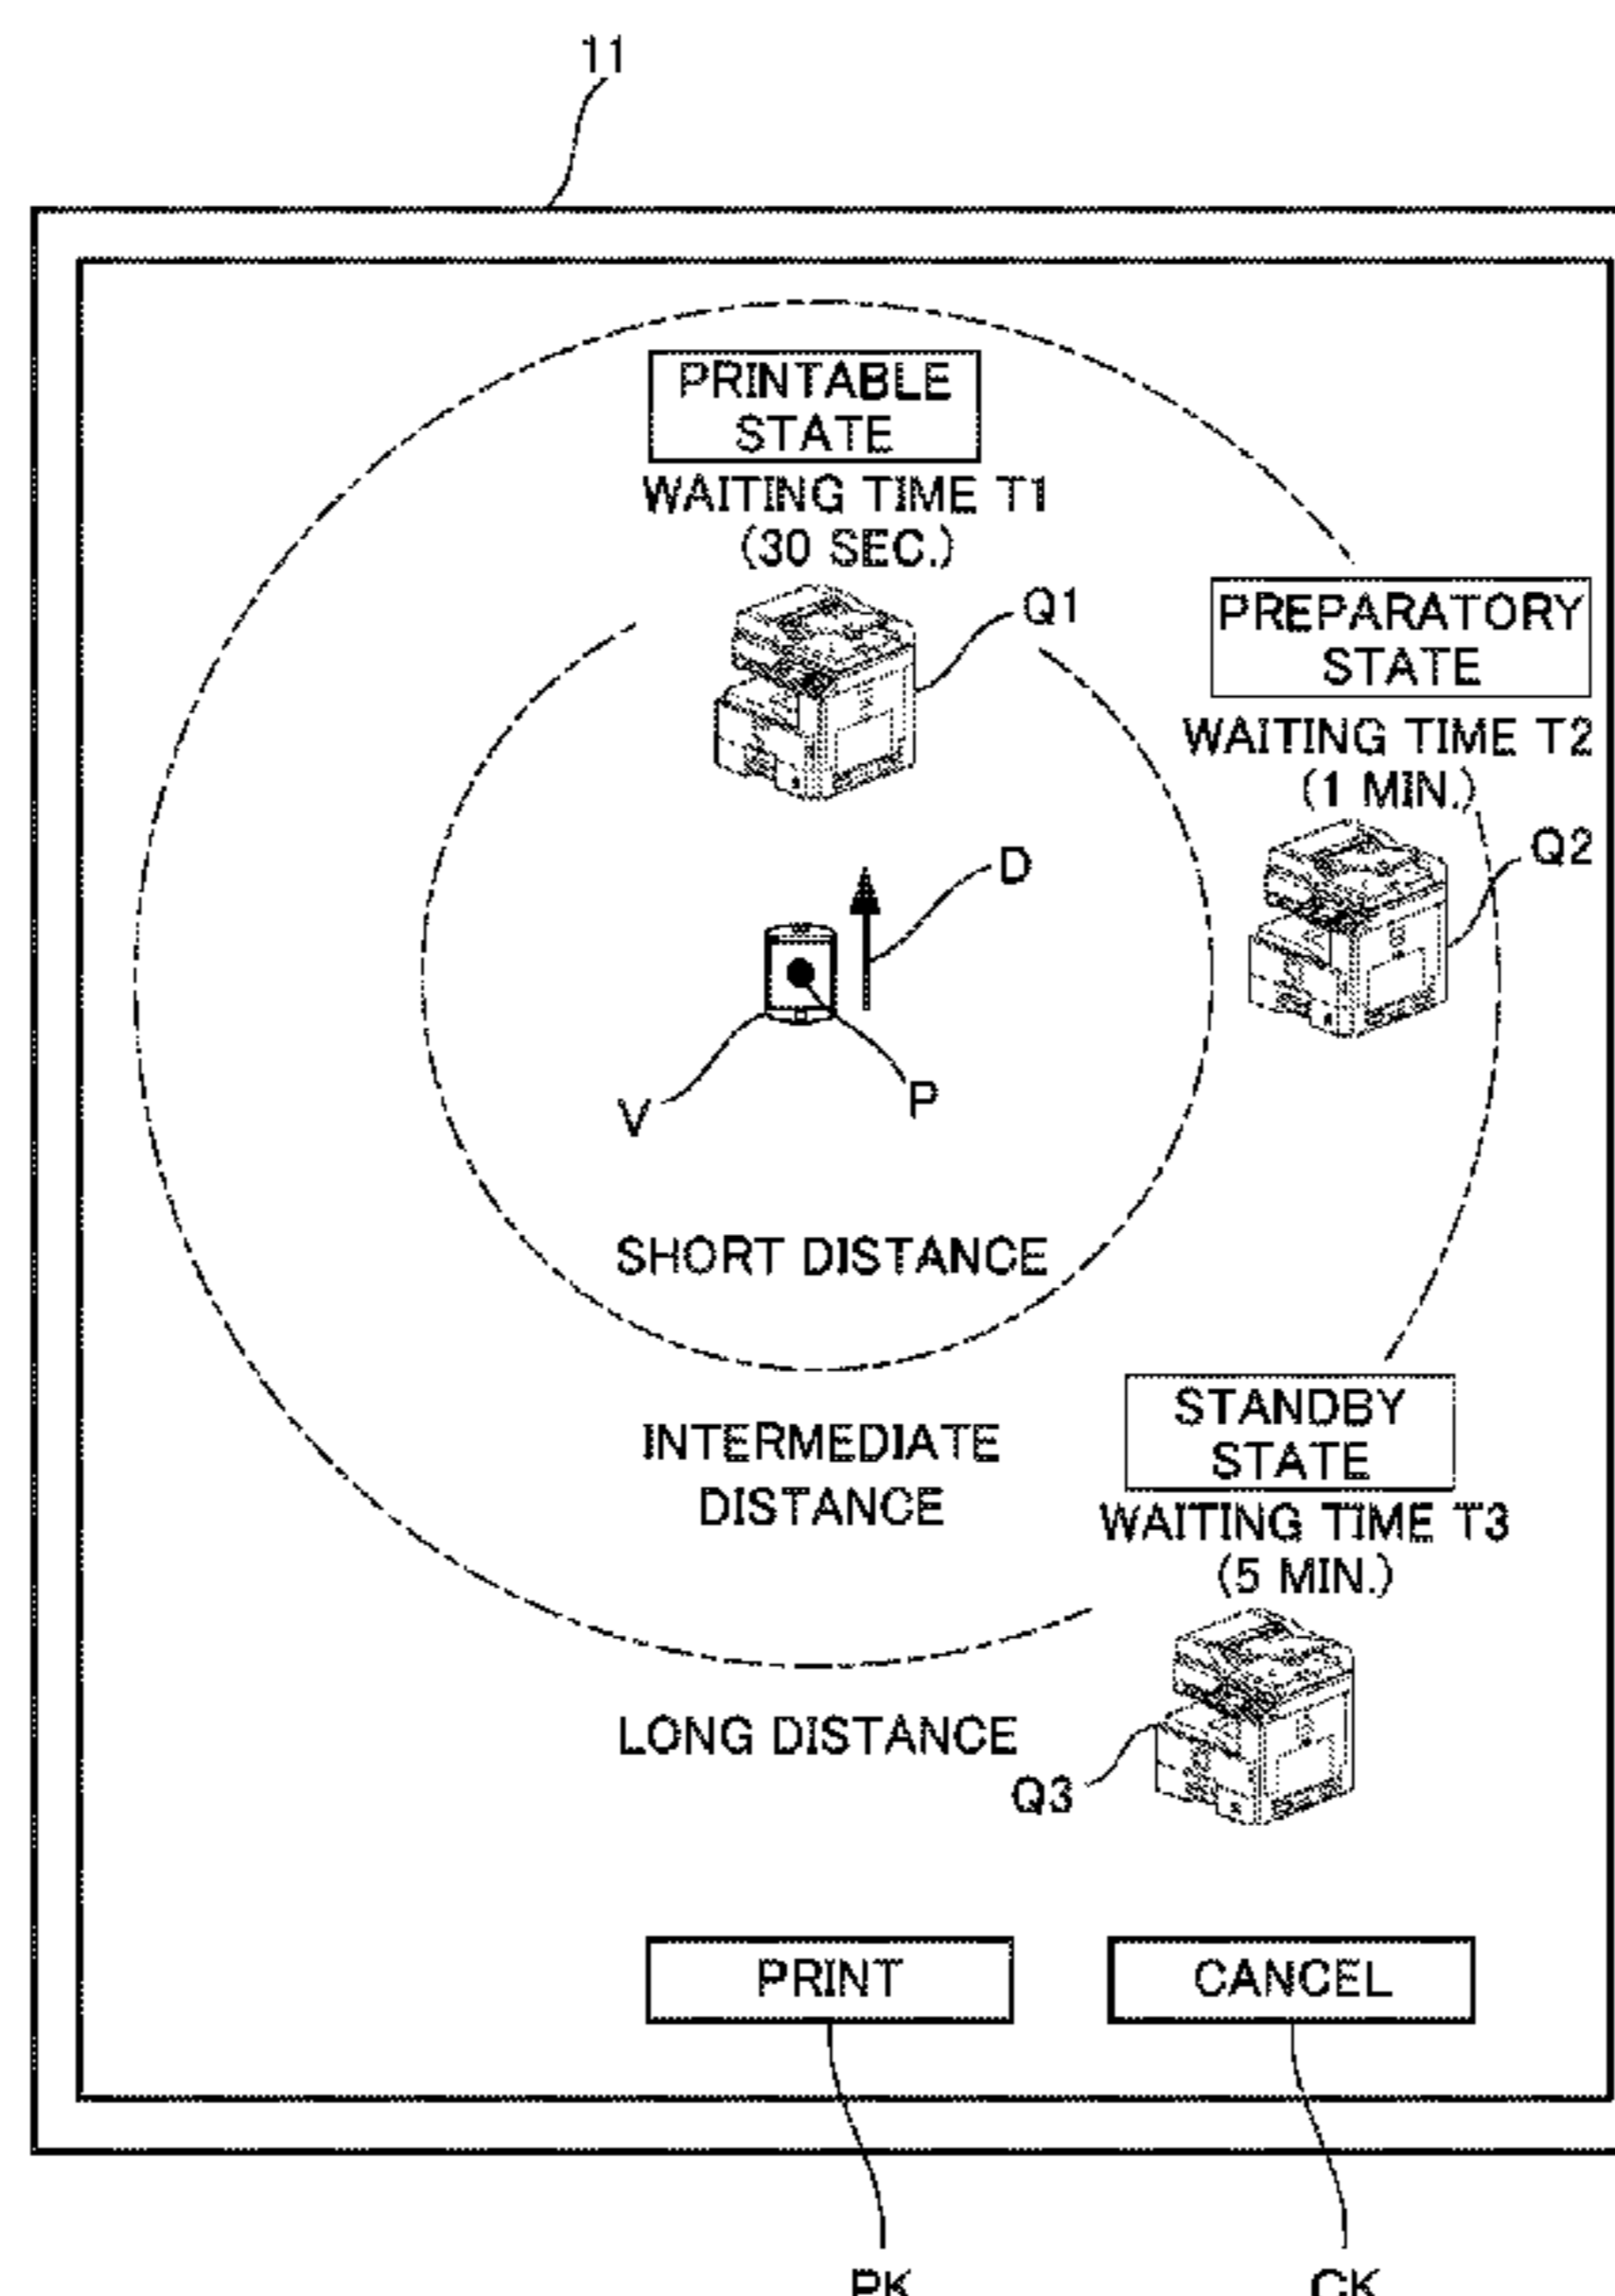 11
PRINTABLE
STATE
WAITING TIME T1
(30 SEC.)
Q1
PREPARATORY
STATE
WAITING TIME T2
(1 MIN.)
Q2
D
P
V
SHORT DISTANCE
INTERMEDIATE
DISTANCE
STANDBY
STATE
WAITING TIME T3
(5 MIN.)
LONG DISTANCE
Q3
PRINT
CANCEL
PK
CK